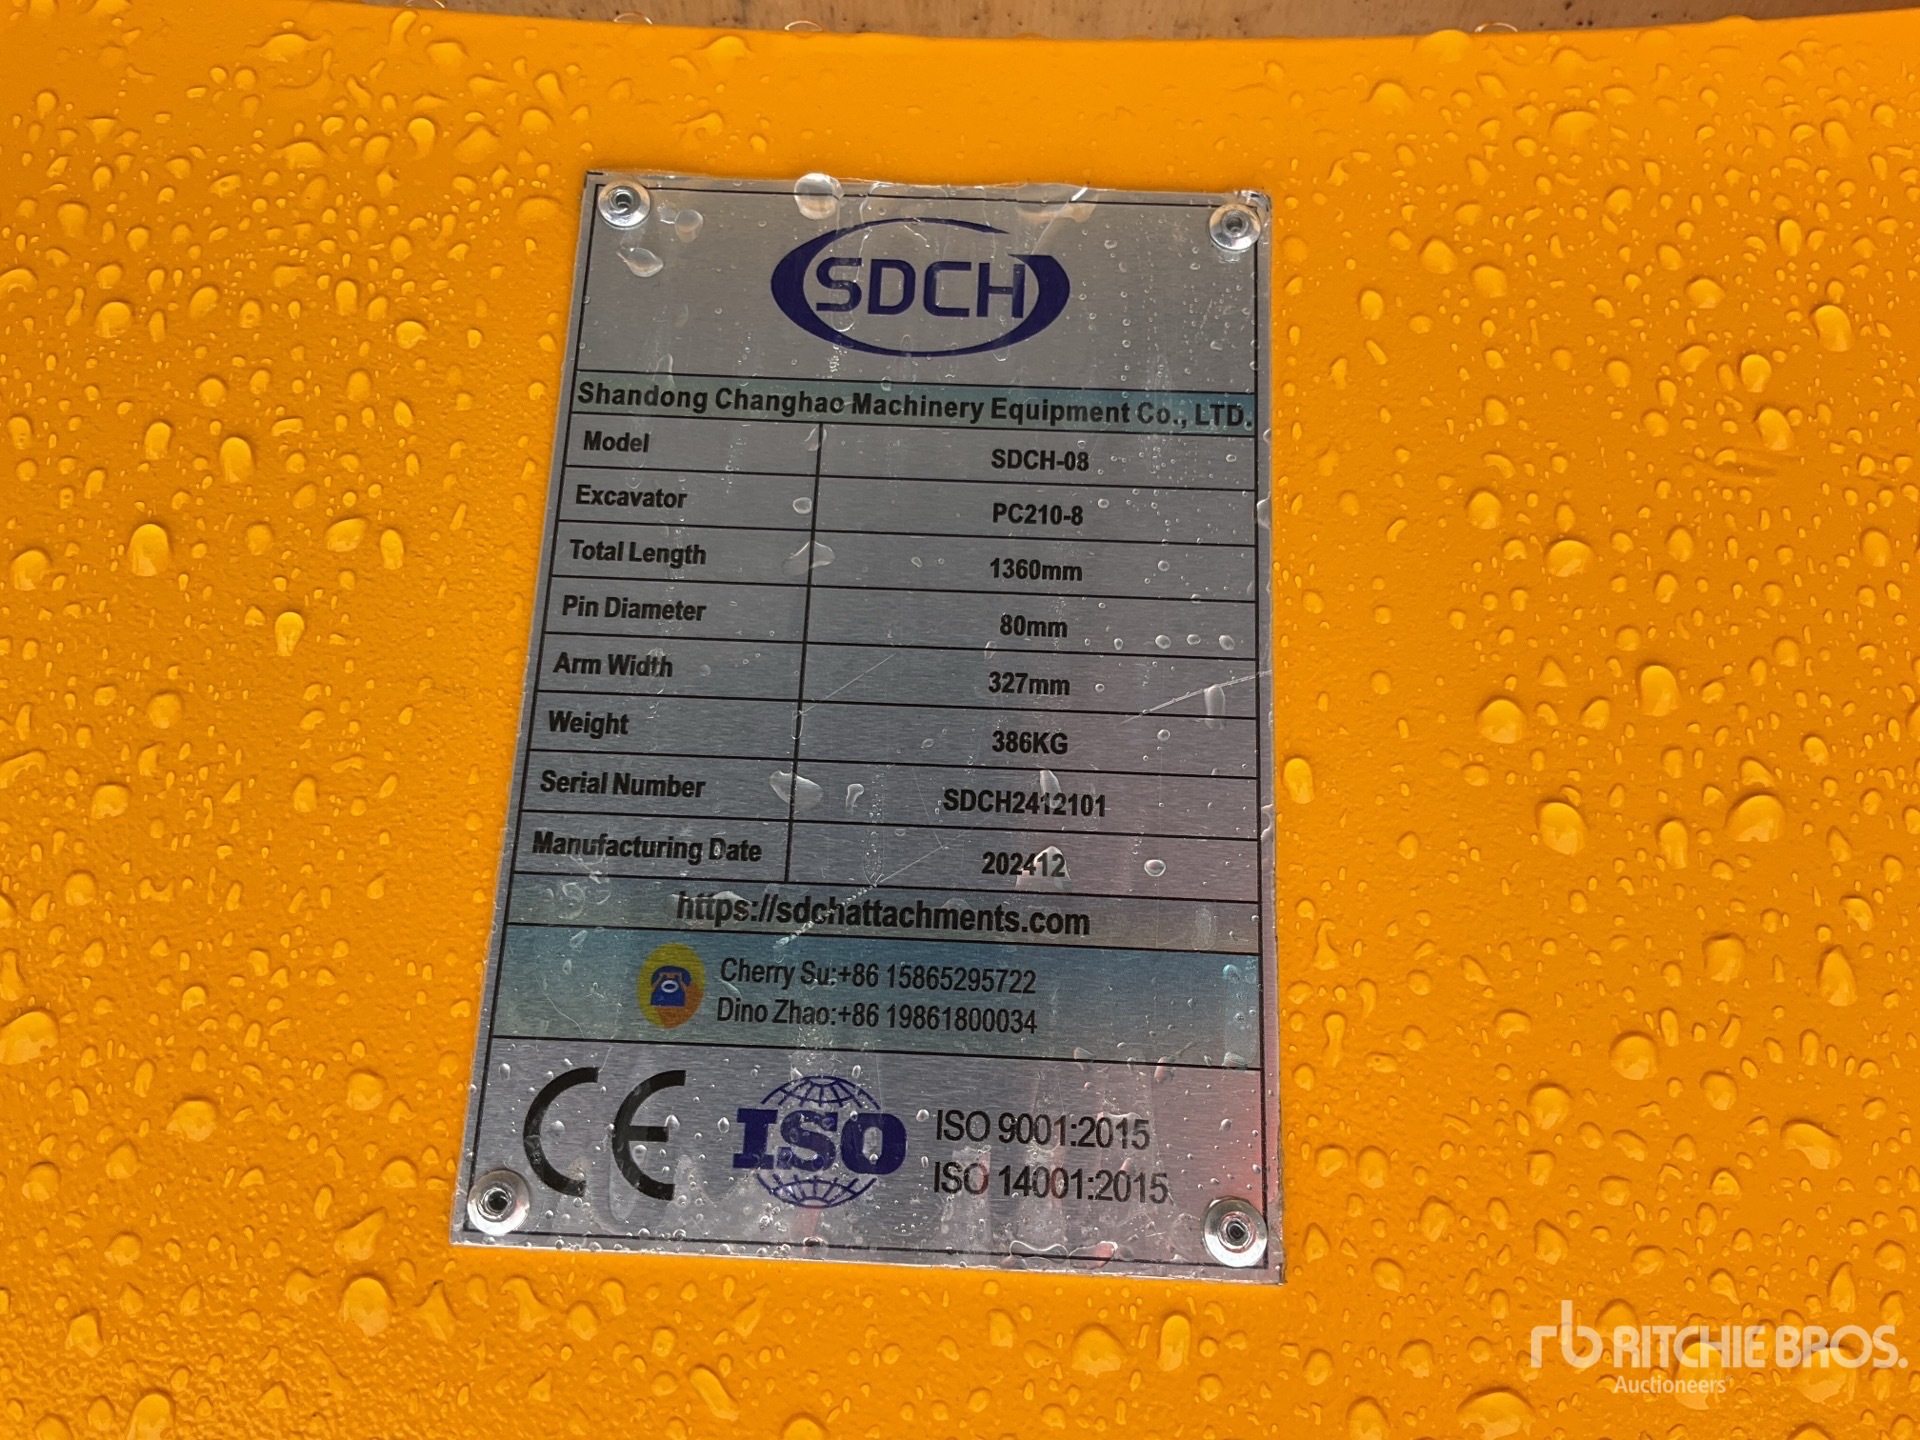 SDCH
Shandong Changhao Machinery Equipment Co., LTD.
Model SDCH-08
Excavator PC210-8
Total Length 1360mm
Pin Diameter 80mm
Arm Width 327mm
Weight 386KG
Serial Number SDCH2412101
Manufacturing Date 202412
https://sdchattachments.com
Cherry Su:+86 15865295722
Dino Zhao:+86 19861800034
CE ISO ISO 9001:2015
ISO 14001:2015
rb RITCHIE BROS.
Auctioneers